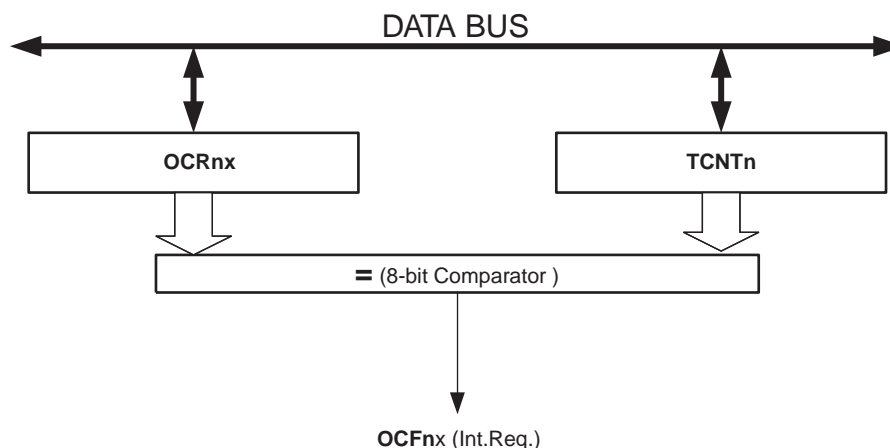 DATA BUS
OCRnx
TCNTn
= (8-bit Comparator )
OCFnx (Int.Req.)